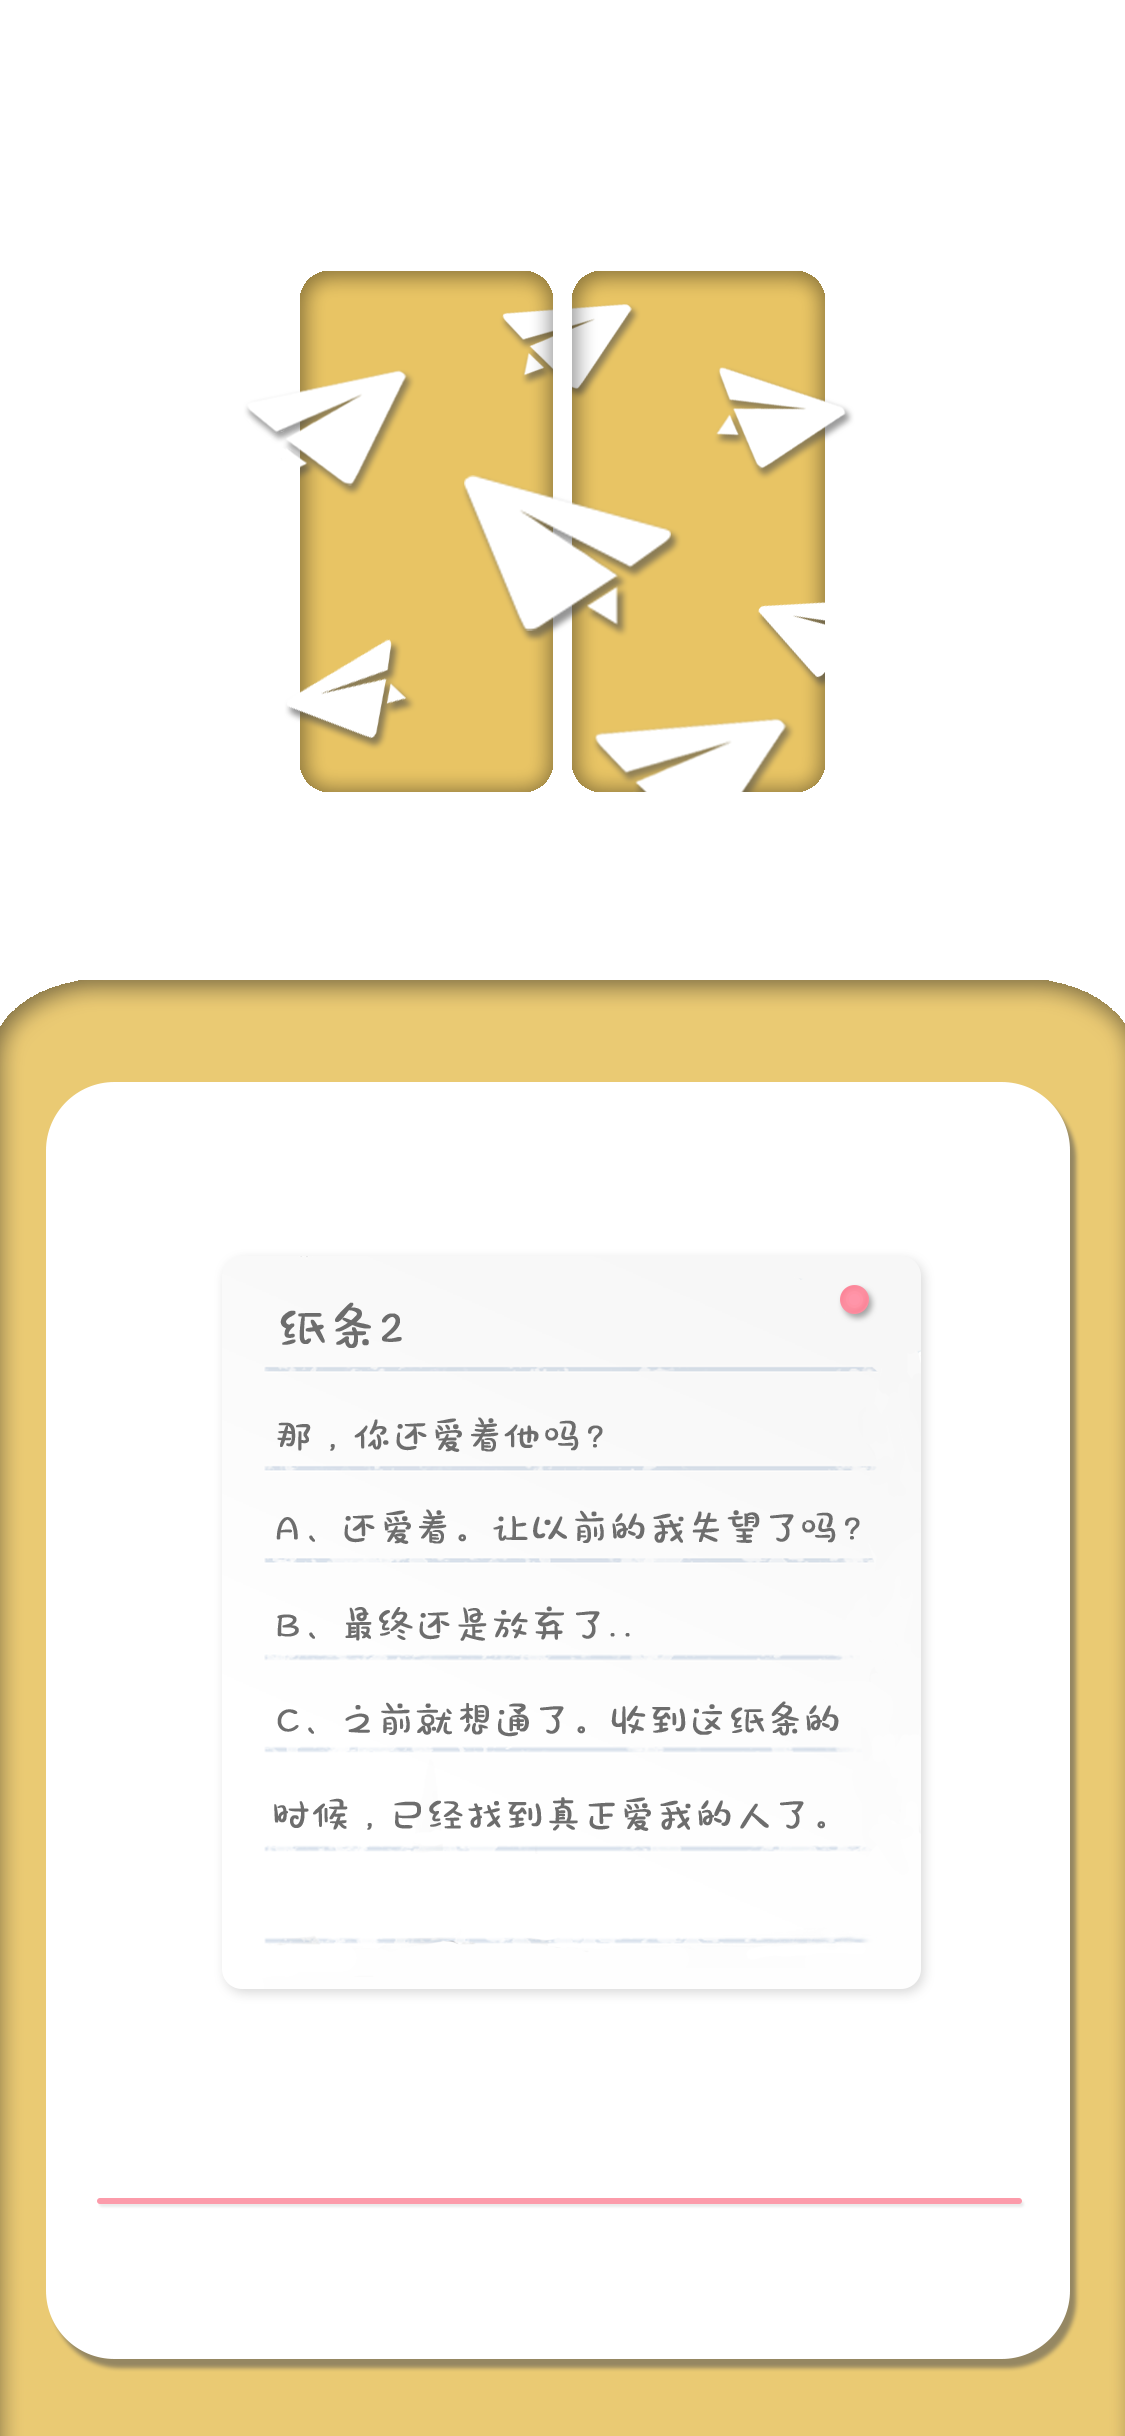 纸条2
那，你还爱着他吗?
A、还爱着。让以前的我失望了吗?
B、最终还是放弃了..
C、之前就想通了。收到这纸条的
时候，已经找到真正爱我的人了。